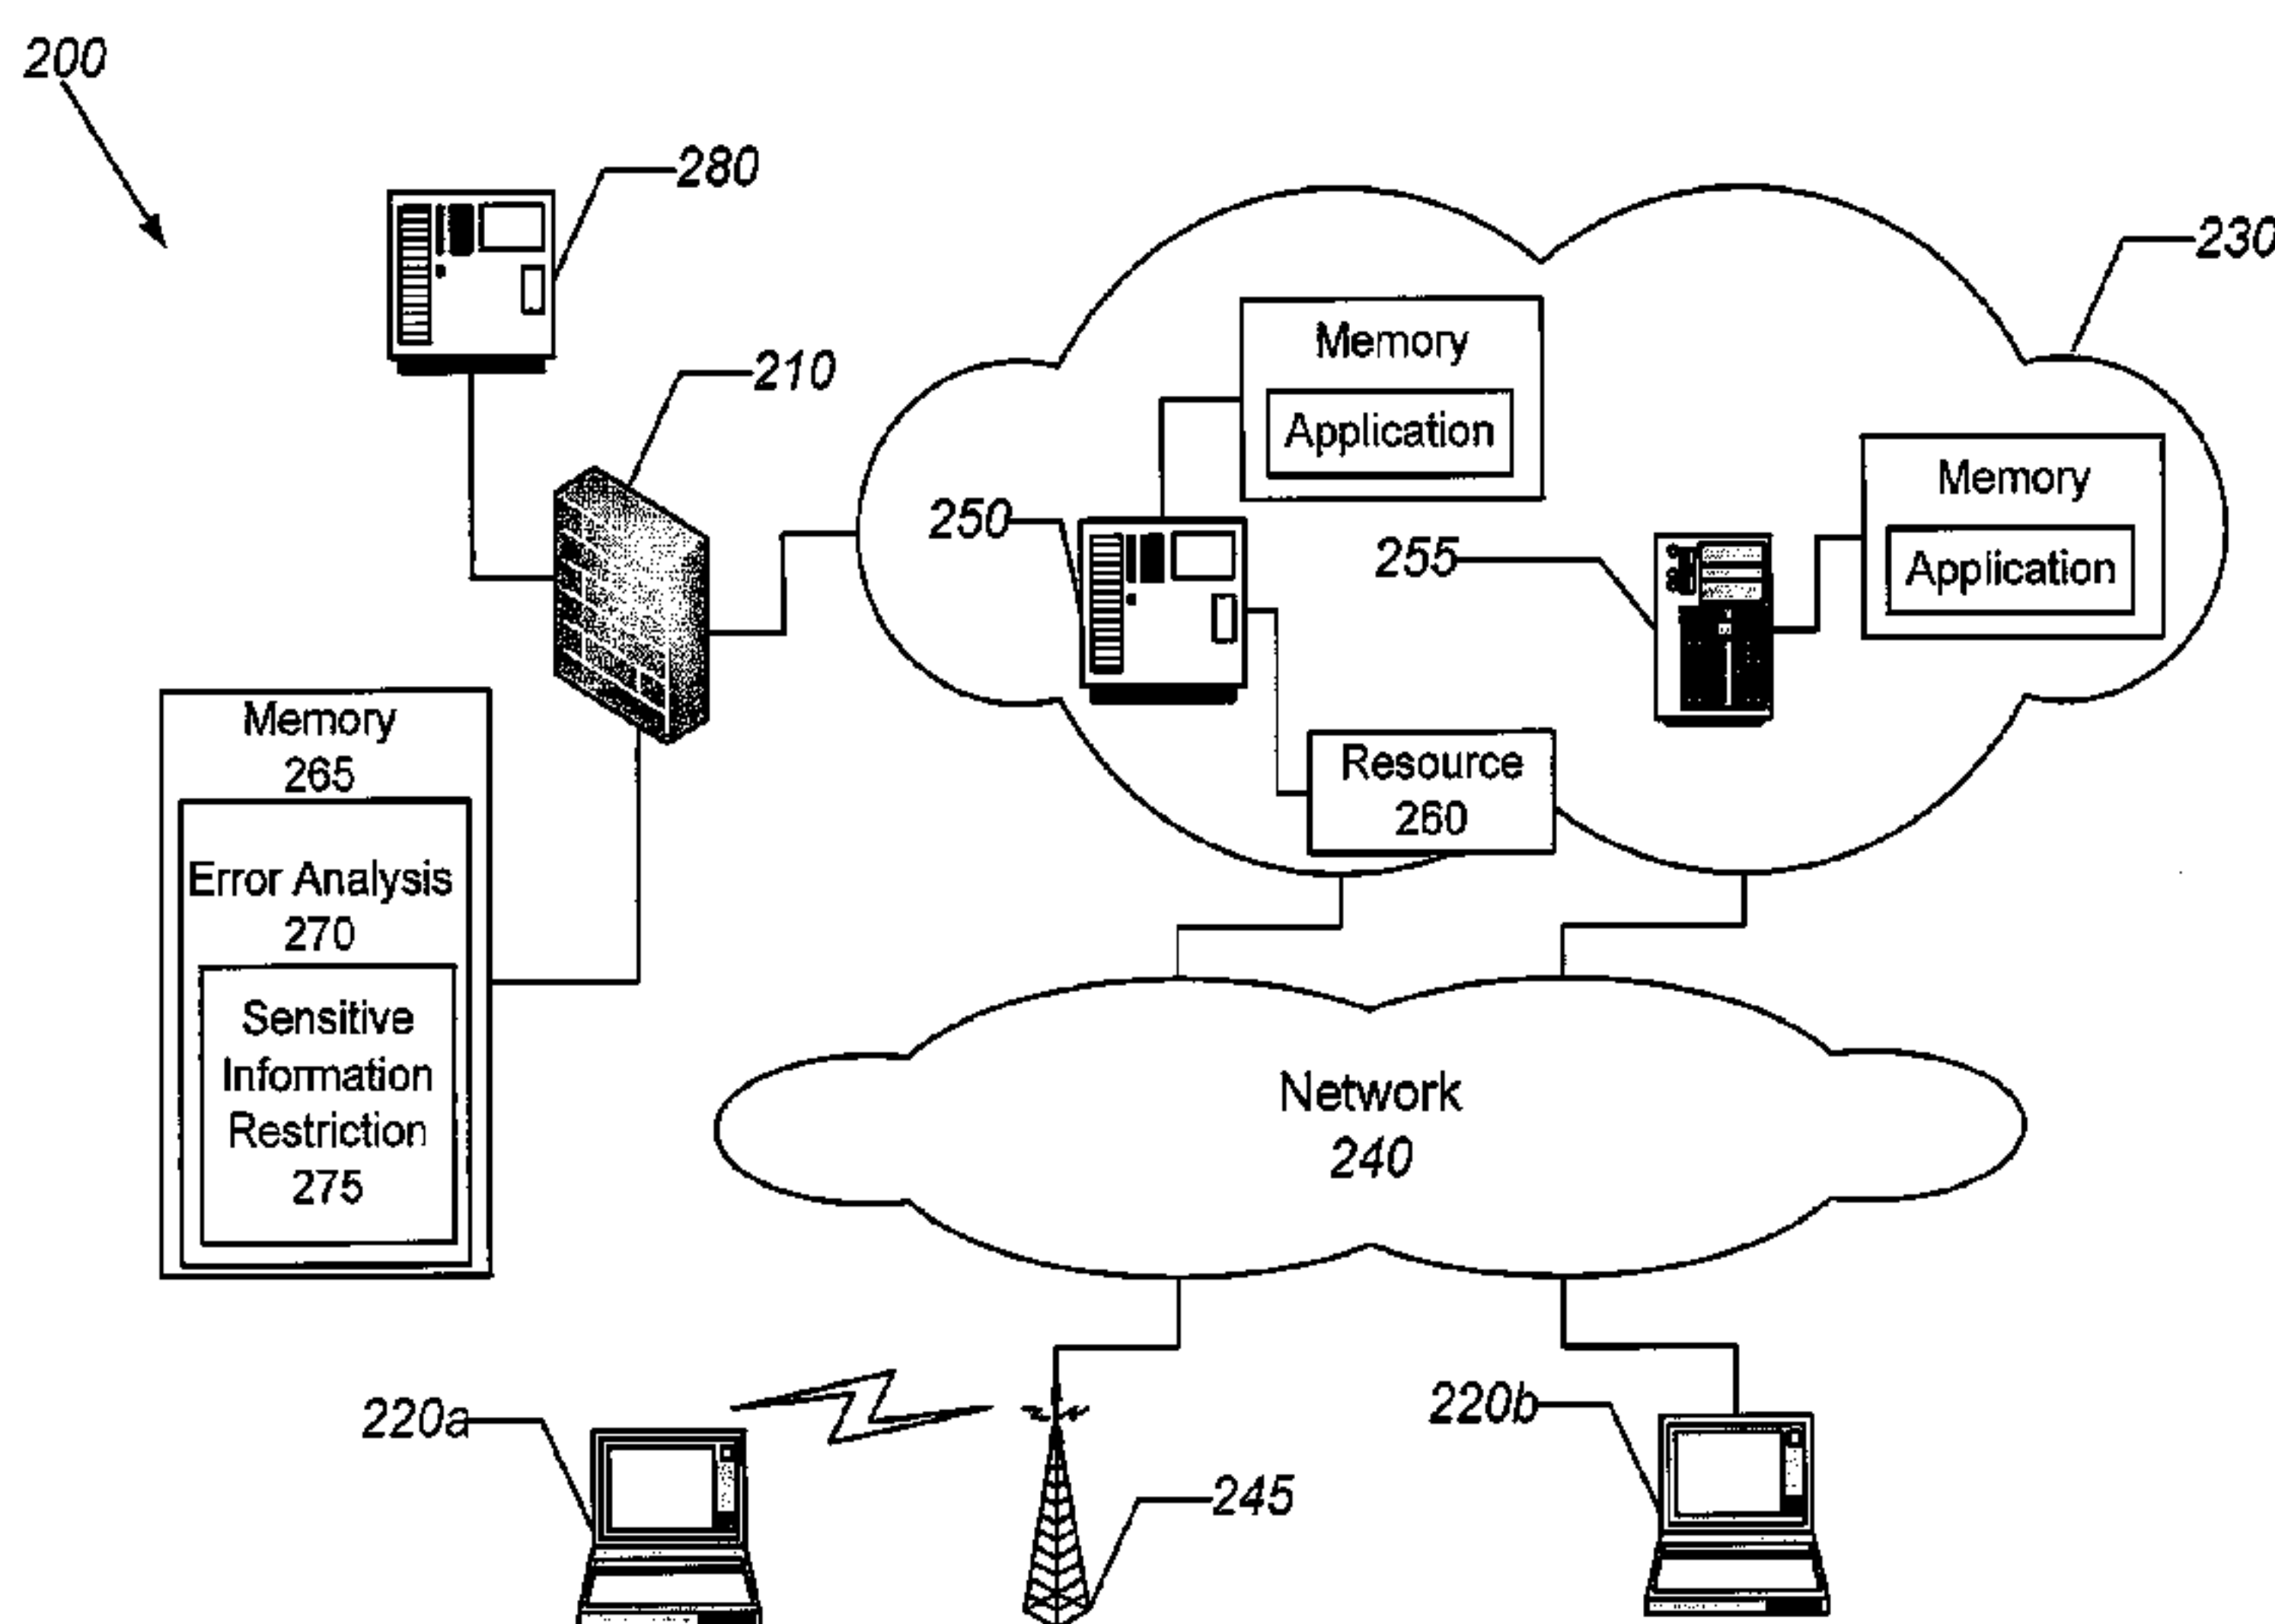 200
280
230
210
Memory
Application
Memory
Application
250
255
Memory
265
Resource
260
Error Analysis
270
Sensitive
Information
Restriction
275
Network
240
220a
220b
245